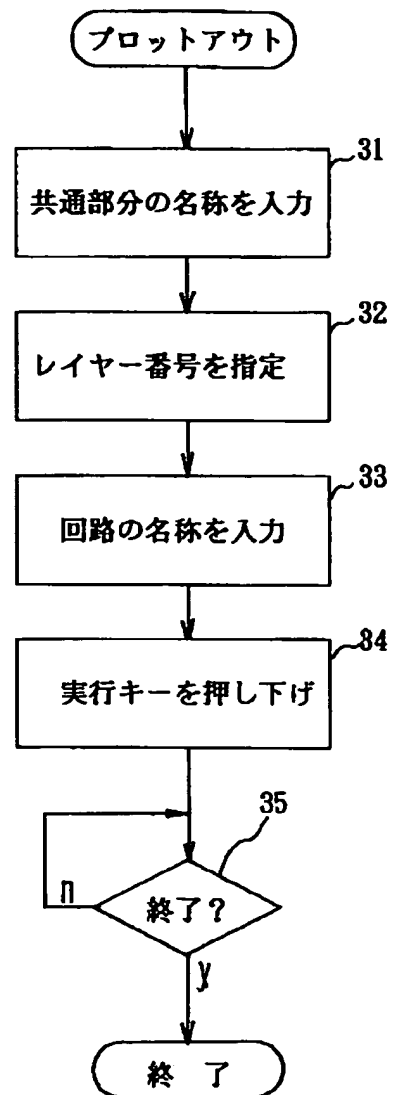 プロットアウト
31
共通部分の名称を入力
32
レイヤー番号を指定
33
回路の名称を入力
34
実行キーを押し下げ
35
終了?
n
y
終 了